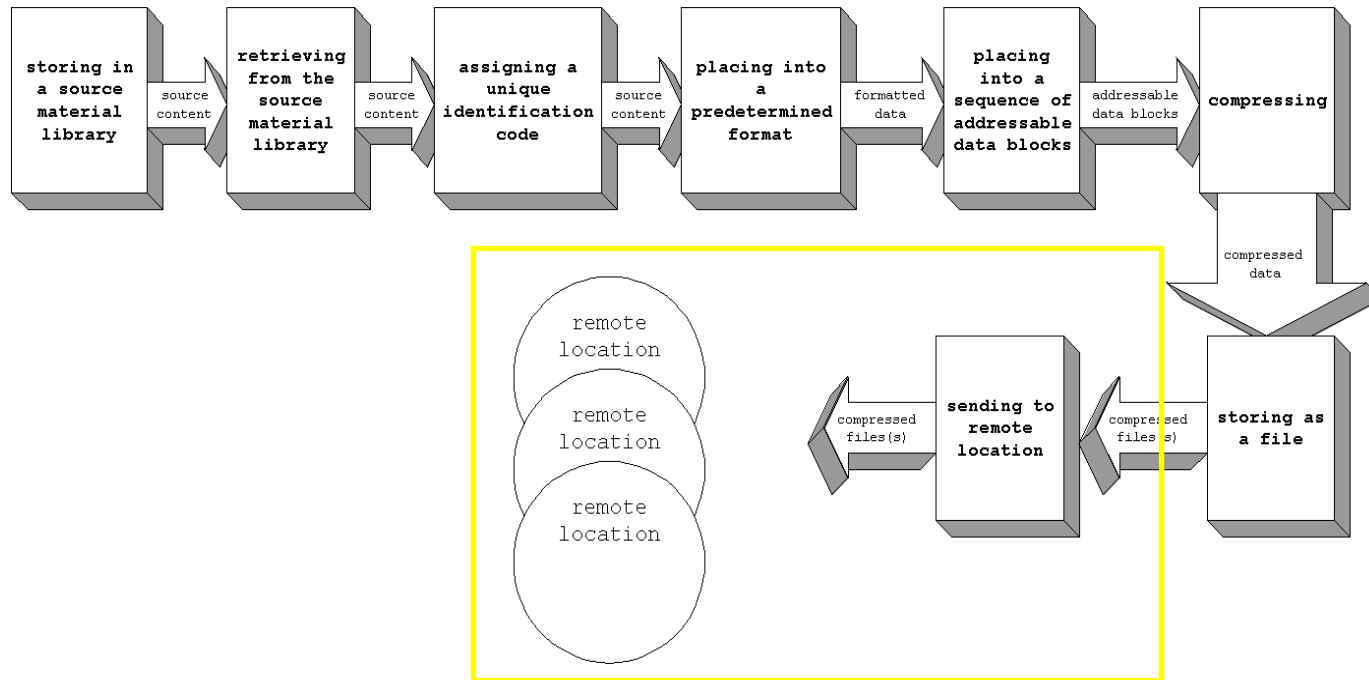 storing in
a source
material
library
source
content
retrieving
from the
source
material
library
source
content
assigning a
unique
identification
code
source
content
placing into
a
predetermined
format
formatted
data
placing
into a
sequence of
addressable
data blocks
addressable
data blocks
compressing
compressed
data
storing as
a file
compressed
files(s)
sending to
remote
location
compressed
files(s)
remote
location
remote
location
remote
location